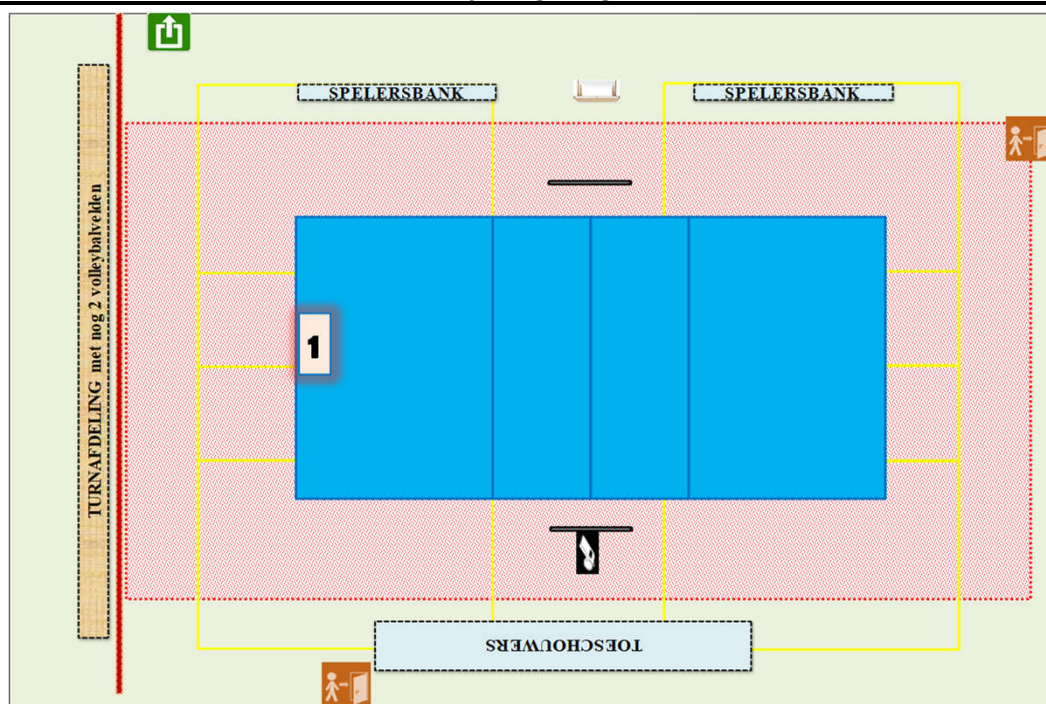 SPELERSBANK
SPELERSBANK
TURNAFDELING met nog 2 volleybalvelden
1
TOESCHOUWERS